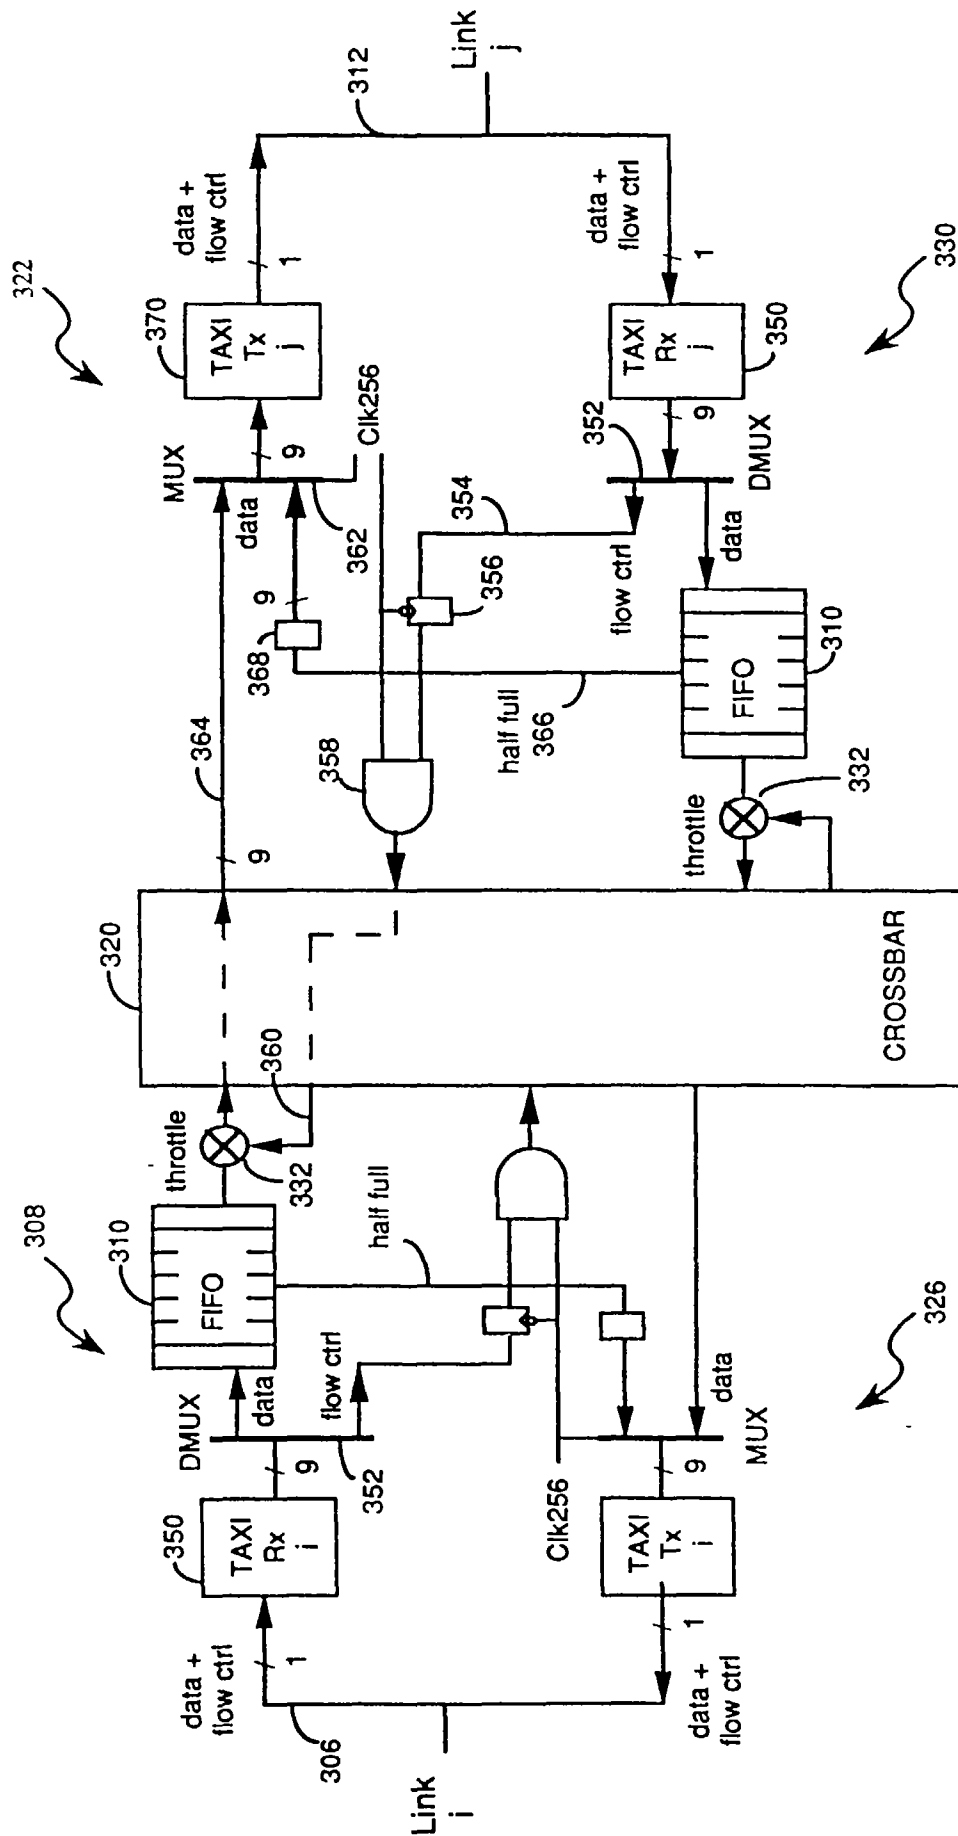 308
310
FIFO
throttle
332
360
320
364
9
368
9
MUX
data
362
9
370
TAXI
Tx
j
322
data +
flow ctrl
1
312
Link
j
DMUX
data
flow ctrl
352
9
350
TAXI
Rx
i
data +
flow ctrl
1
306
Link
i
half full
358
354
356
Clk256
Clk256
half full
366
flow ctrl
352
data
DMUX
9
350
TAXI
Rx
j
data +
flow ctrl
1
330
throttle
332
FIFO
310
CROSSBAR
data
MUX
9
TAXI
Tx
i
1
data +
flow ctrl
326